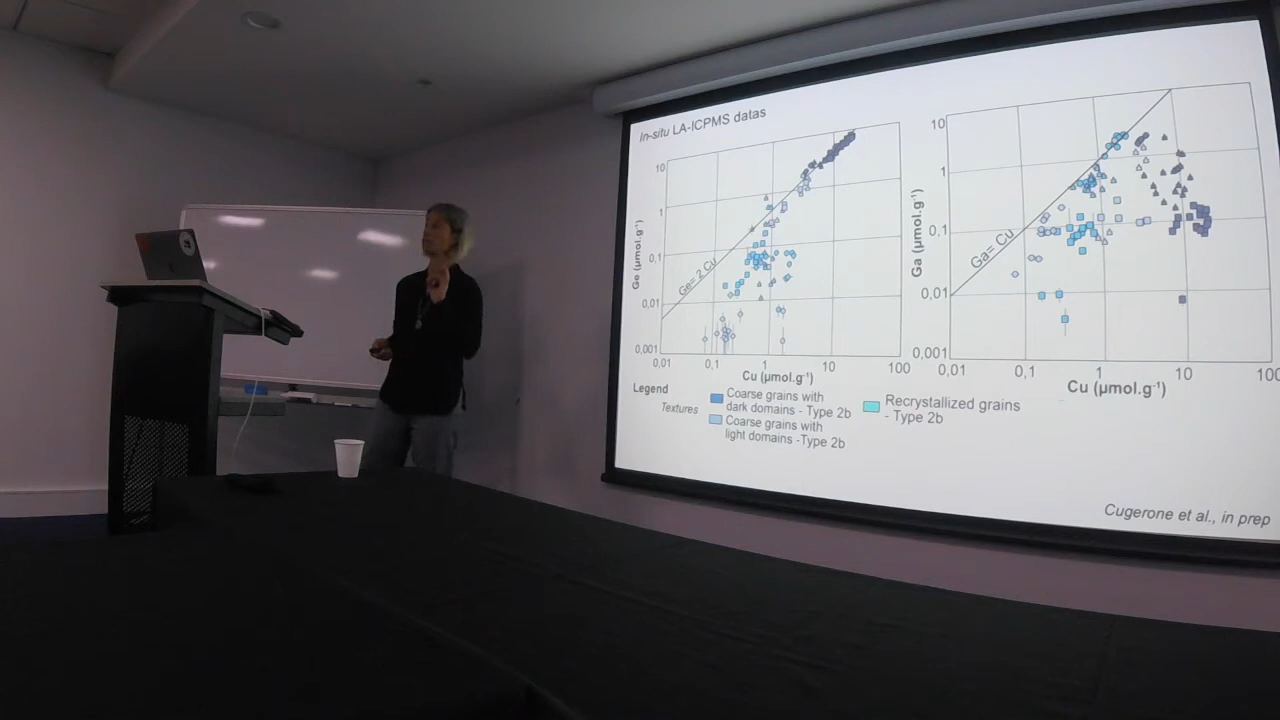 In-situ LA-ICPMS datas
10
1
0,1
0,01
0,001
Ge (µmol.g-1)
Ge= 2 Cu
0,01
0,1
1
10
100
Cu (µmol.g-1)
10
1
0,1
0,01
0,001
Ga (µmol.g-1)
Ga= Cu
0,01
0,1
1
10
100
Cu (µmol.g-1)
Legend
Textures
Coarse grains with
dark domains - Type 2b
Coarse grains with
light domains -Type 2b
Recrystallized grains
- Type 2b
Cugerone et al., in prep